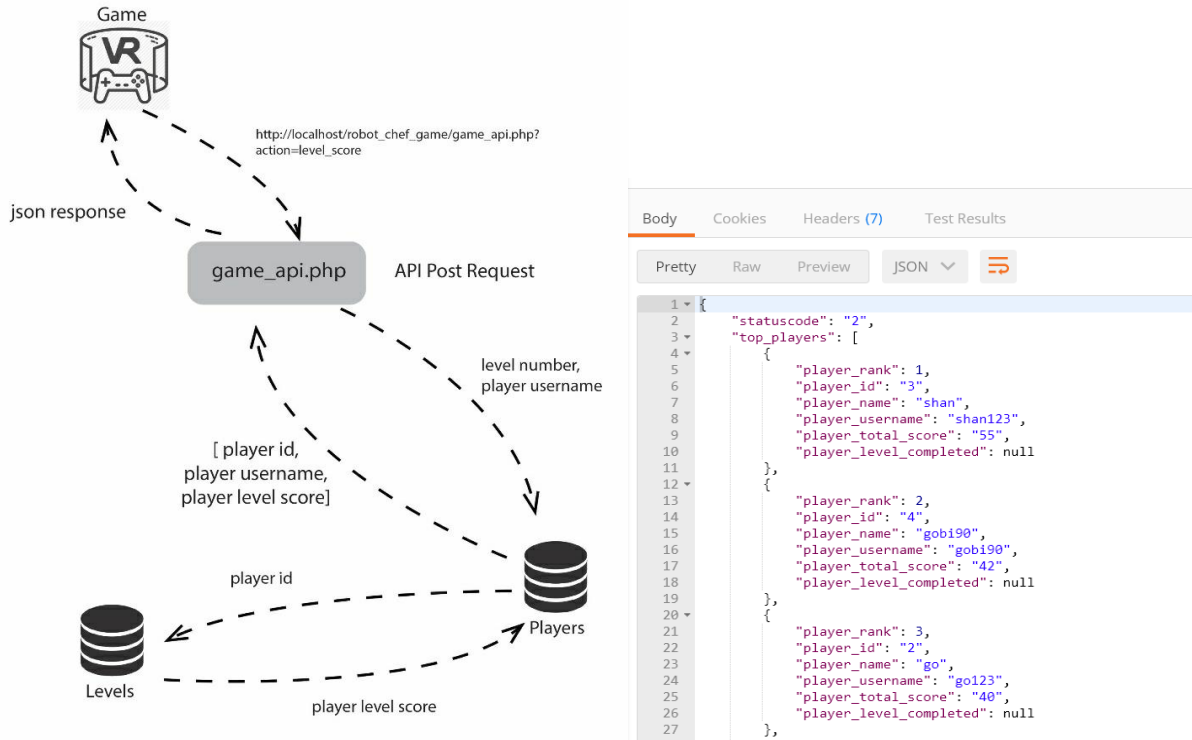 Game
VR
http://localhost/robot_chef_game/game_api.php?
action=level_score
json response
game_api.php
API Post Request
level number,
player username
[ player id,
player username,
player level score]
player id
Players
Levels
player level score
Body Cookies Headers (7) Test Results
Pretty Raw Preview JSON
1 {
2 "statuscode": "2",
3 "top_players": [
4 {
5 "player_rank": 1,
6 "player_id": "3",
7 "player_name": "shan",
8 "player_username": "shan123",
9 "player_total_score": "55",
10 "player_level_completed": null
11 },
12 {
13 "player_rank": 2,
14 "player_id": "4",
15 "player_name": "gobi90",
16 "player_username": "gobi90",
17 "player_total_score": "42",
18 "player_level_completed": null
19 },
20 {
21 "player_rank": 3,
22 "player_id": "2",
23 "player_name": "go",
24 "player_username": "go123",
25 "player_total_score": "40",
26 "player_level_completed": null
27 },